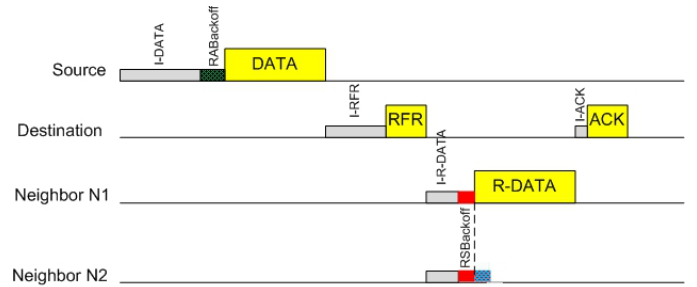 I-DATA
RABackoff
Source
DATA
I-RFR
I-ACK
Destination
RFR
ACK
I-R-DATA
Neighbor N1
R-DATA
RSBackoff
Neighbor N2